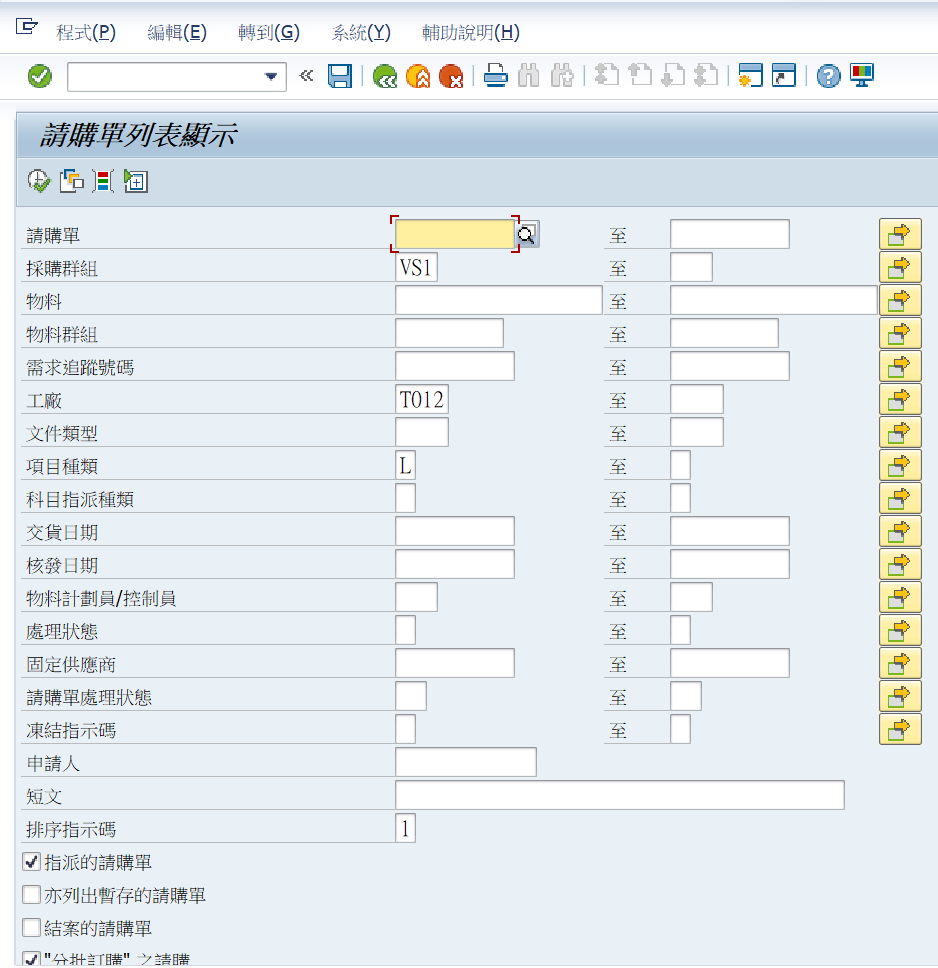 程式(P) 編輯(E) 轉到(G) 系統(Y) 輔助說明(H)
請購單列表顯示
請購單 至
採購群組 VS1 至
物料 至
物料群組 至
需求追蹤號碼 至
工廠 T012 至
文件類型 至
項目種類 L 至
科目指派種類 至
交貨日期 至
核發日期 至
物料計劃員/控制員 至
處理狀態 至
固定供應商 至
請購單處理狀態 至
凍結指示碼 至
申請人
短文
排序指示碼 1
指派的請購單
亦列出暫存的請購單
結案的請購單
"分批訂購" 之請購